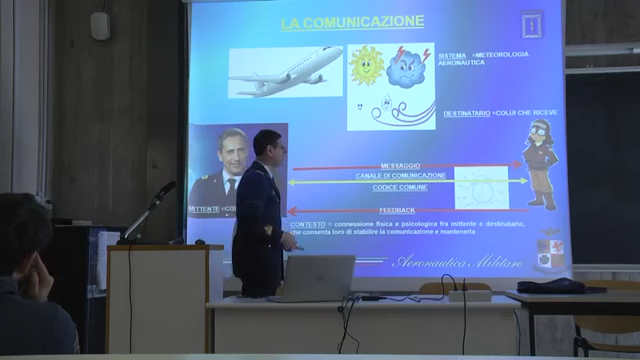 LA COMUNICAZIONE
SISTEMA =METEOROLOGIA
AERONAUTICA
DESTINATARIO =COLUI CHE RICEVE
MESSAGGIO
CANALE DI COMUNICAZIONE
CODICE COMUNE
MITTENTE
FEEDBACK
CONTESTO = connessione fisica e psicologica fra mittente e destinatario,
che consenta loro di stabilire la comunicazione e mantenerla
Aeronautica Militare